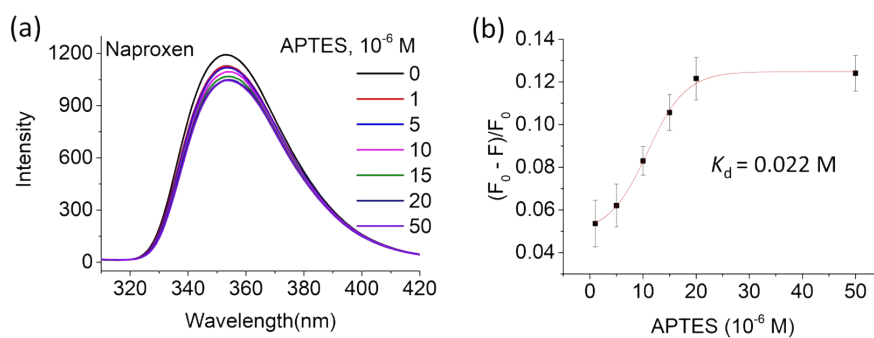 (a)
Naproxen
APTES, 10⁻⁶ M
0
1
5
10
15
20
50
1200
900
600
300
0
Intensity
320 340 360 380 400 420
Wavelength(nm)
(b)
0.14
0.12
0.10
0.08
0.06
0.04
(F₀ - F)/F₀
K_d = 0.022 M
0 10 20 30 40 50
APTES (10⁻⁶ M)